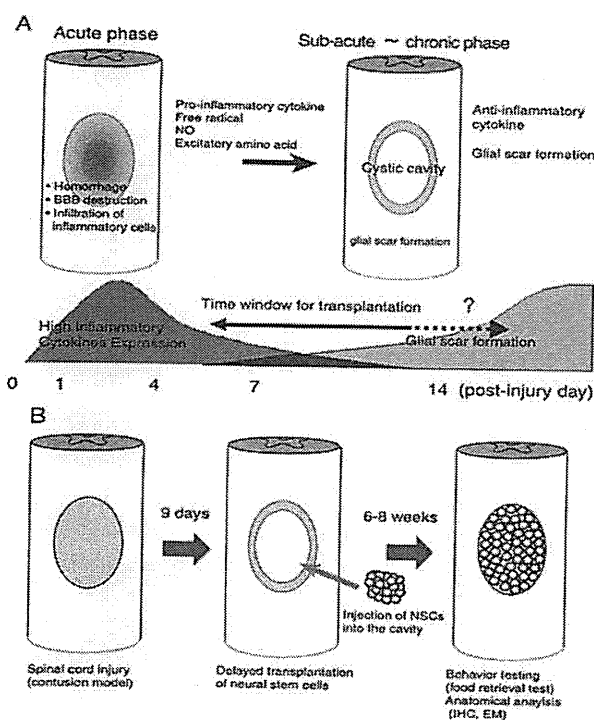 A
Acute phase
Sub-acute ~ chronic phase
Pro-inflammatory cytokine
Free radical
NO
Excitatory amino acid
Anti-inflammatory
cytokine
Glial scar formation
Cystic cavity
• Hemorrhage
• BBB destruction
• Infiltration of
inflammatory cells
glial scar formation
Time window for transplantation
?
High Inflammatory
Cytokines Expression
Glial scar formation
0 1 4 7 14 (post-injury day)
B
9 days
6-8 weeks
Injection of NSCs
into the cavity
Spinal cord injury
(contusion model)
Delayed transplantation
of neural stem cells
Behavior testing
(food retrieval test)
Anatomical anaylsis
(IHC, EM)